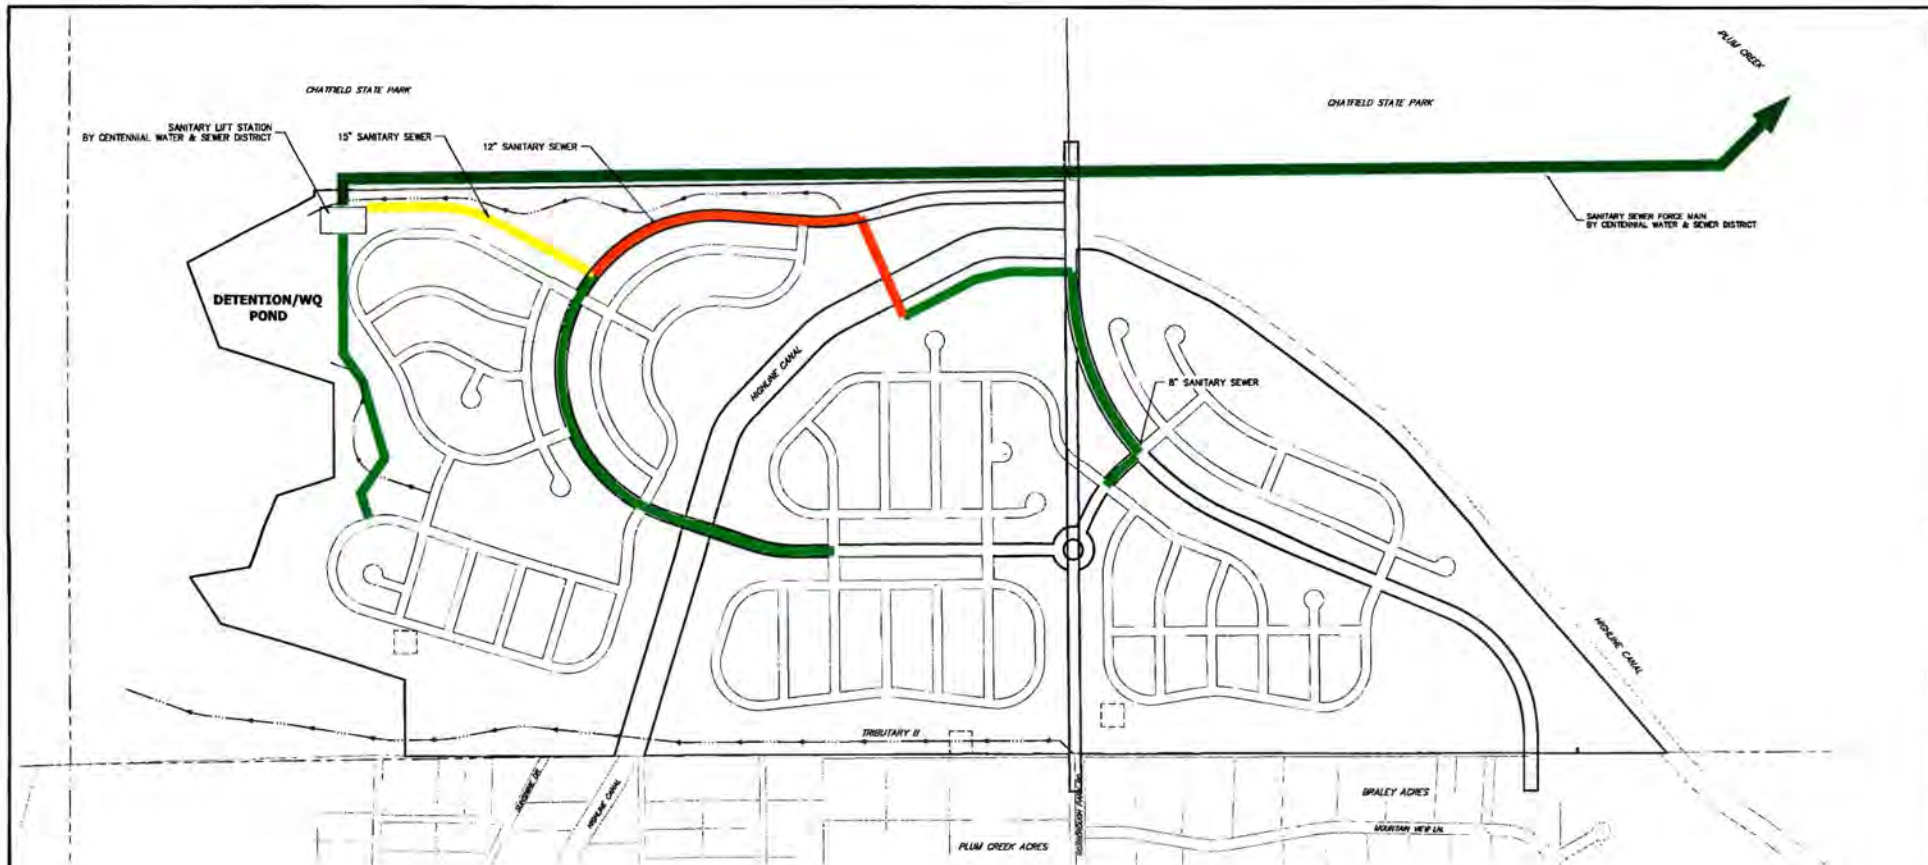 PLUM CREEK
CHATFIELD STATE PARK
CHATFIELD STATE PARK
SANITARY LIFT STATION
BY CENTENNIAL WATER & SEWER DISTRICT
15" SANITARY SEWER
12" SANITARY SEWER
SANITARY SEWER FORCE MAIN
BY CENTENNIAL WATER & SEWER DISTRICT
DETENTION/WQ
POND
HIGHLINE CANAL
8" SANITARY SEWER
HIGHLINE CANAL
TRIBUTARY B
HIGHLINE CANAL
BRALEY ACRES
MOUNTAIN VIEW LN.
PLUM CREEK ACRES